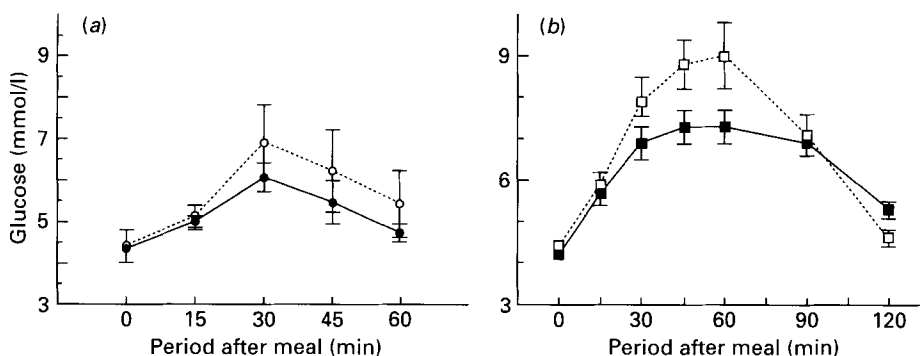 (a)
Glucose (mmol/l)
9
7
5
3
0 15 30 45 60
Period after meal (min)
(b)
9
6
3
0 30 60 90 120
Period after meal (min)